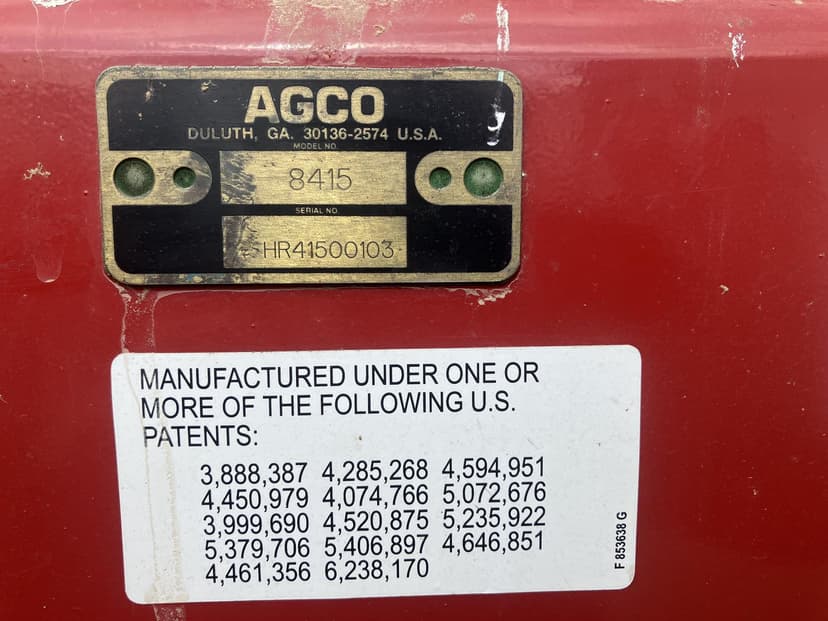 AGCO
DULUTH, GA. 30136-2574 U.S.A.
MODEL NO.
8415
SERIAL NO.
HR41500103
MANUFACTURED UNDER ONE OR
MORE OF THE FOLLOWING U.S.
PATENTS:
3,888,387 4,285,268 4,594,951
4,450,979 4,074,766 5,072,676
3,999,690 4,520,875 5,235,922
5,379,706 5,406,897 4,646,851
4,461,356 6,238,170
F 853638 G